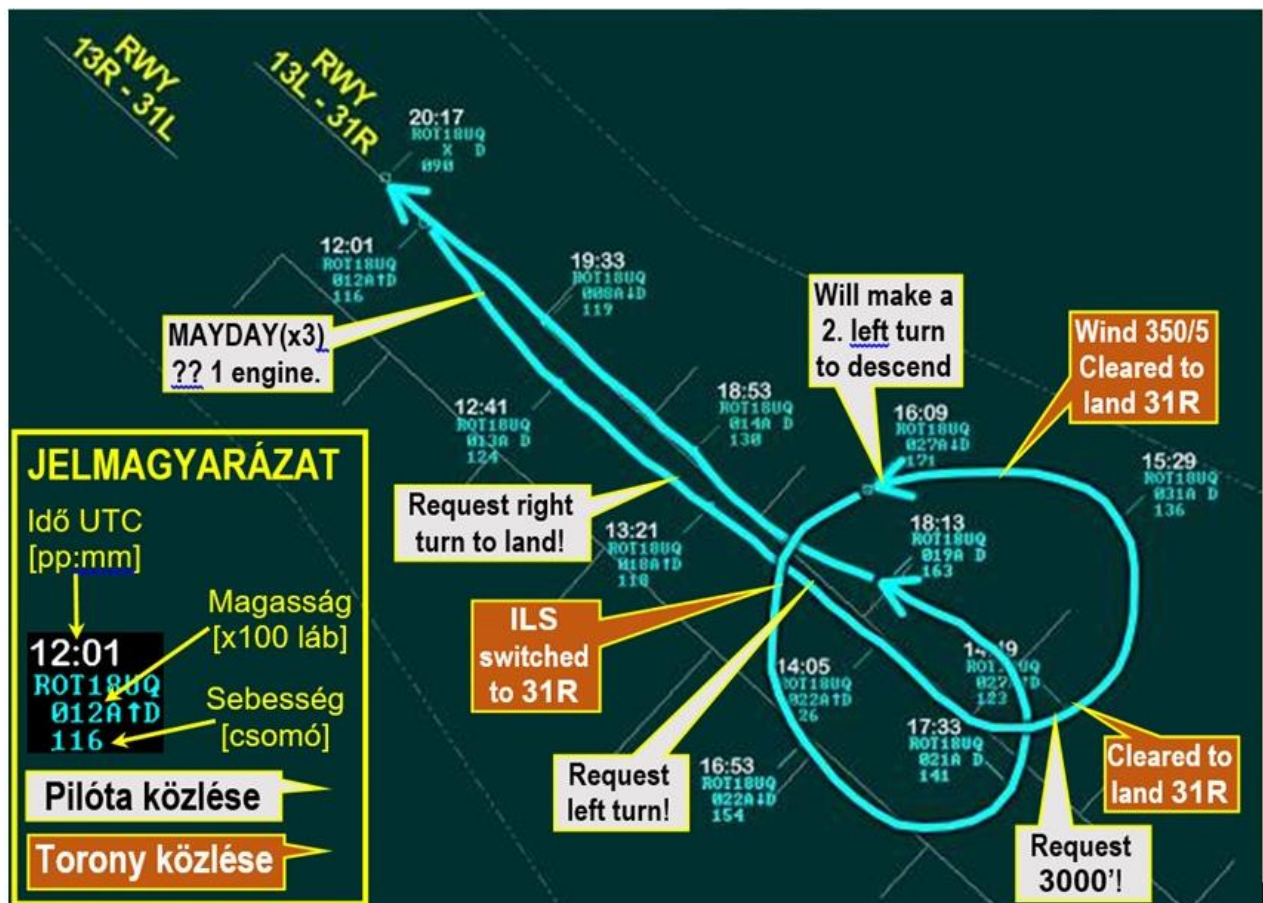 RWY
13R - 31L
RWY
13L - 31R
20:17
ROT18UQ
X D
090
12:01
ROT18UQ
012A↑D
116
19:33
ROT18UQ
008A↓D
119
MAYDAY(x3)
?? 1 engine.
Will make a
2. left turn
to descend
Wind 350/5
Cleared to
land 31R
12:41
ROT18UQ
013A D
124
18:53
ROT18UQ
014A D
130
16:09
ROT18UQ
027A↓D
171
15:29
ROT18UQ
031A D
136
Request right
turn to land!
13:21
ROT18UQ
018A↑D
110
18:13
ROT18UQ
019A D
163
ILS
switched
to 31R
14:05
ROT18UQ
022A↑D
26
14:49
027A↑D
123
17:33
ROT18UQ
021A D
141
16:53
ROT18UQ
022A↓D
154
Request
left turn!
Cleared to
land 31R
Request
3000'!
JELMAGYARÁZAT
Idő UTC
[pp:mm]
Magasság
[x100 láb]
12:01
ROT18UQ
012A↑D
116
Sebesség
[csomó]
Pilóta közlése
Torony közlése